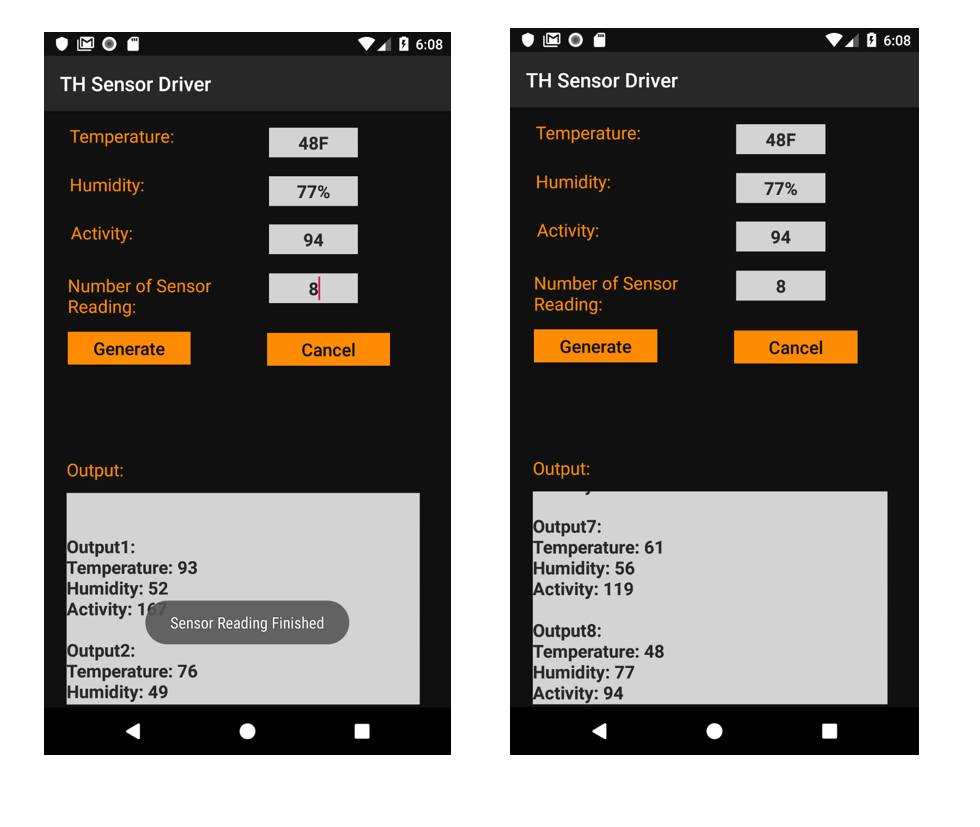 6:08
TH Sensor Driver
Temperature:
48F
Humidity:
77%
Activity:
94
Number of Sensor
Reading:
8
Generate
Cancel
Output:
Output1:
Temperature: 93
Humidity: 52
Activity: 167
Sensor Reading Finished
Output2:
Temperature: 76
Humidity: 49
6:08
TH Sensor Driver
Temperature:
48F
Humidity:
77%
Activity:
94
Number of Sensor
Reading:
8
Generate
Cancel
Output:
Output7:
Temperature: 61
Humidity: 56
Activity: 119
Output8:
Temperature: 48
Humidity: 77
Activity: 94